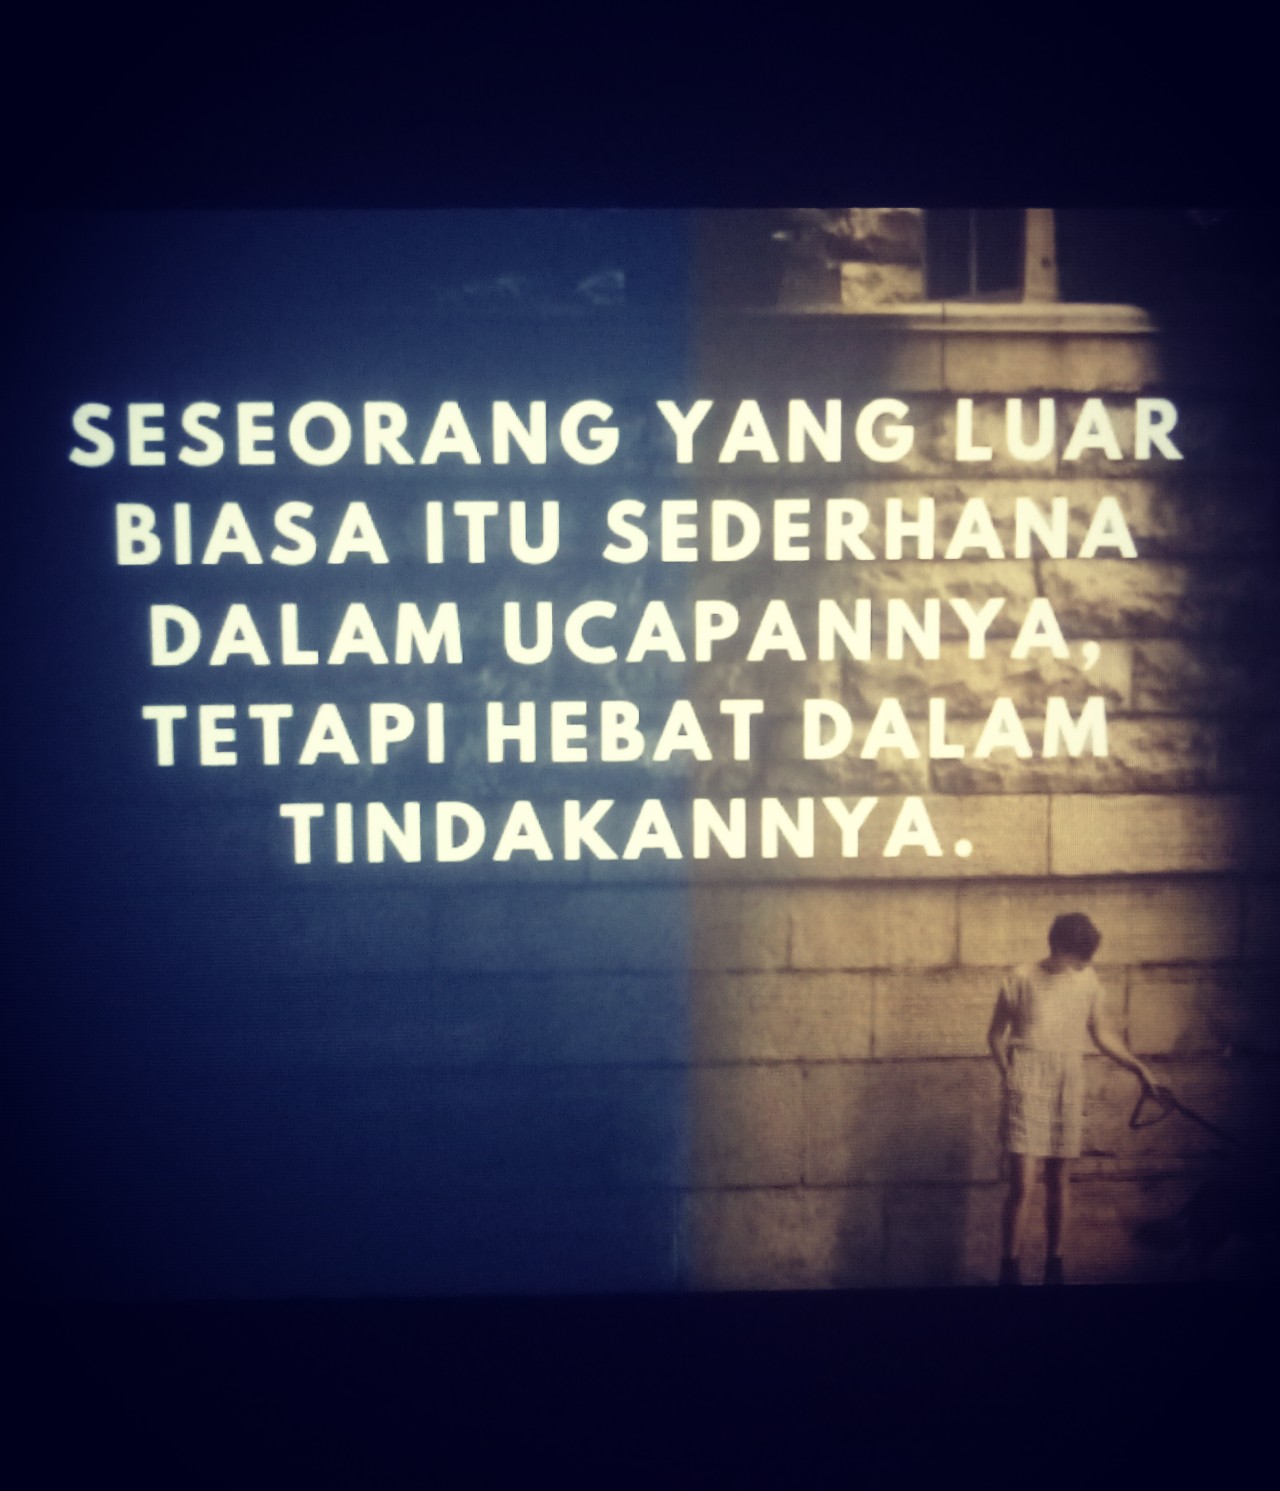 SESEORANG YANG LUAR
BIASA ITU SEDERHANA
DALAM UCAPANNYA,
TETAPI HEBAT DALAM
TINDAKANNYA.